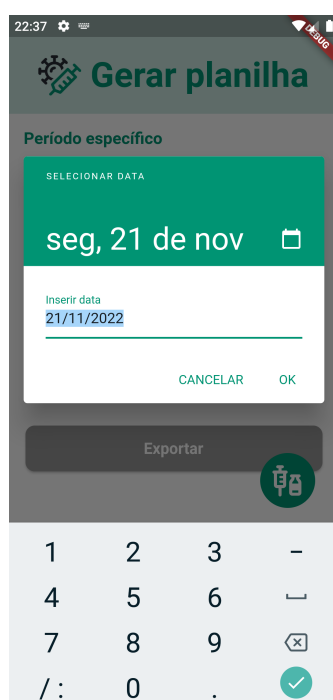 22:37
DEBUG
Gerar planilha
Período específico
SELECIONAR DATA
seg, 21 de nov
Inserir data
21/11/2022
CANCELAR OK
Exportar
1 2 3 -
4 5 6
7 8 9
/ : 0 .